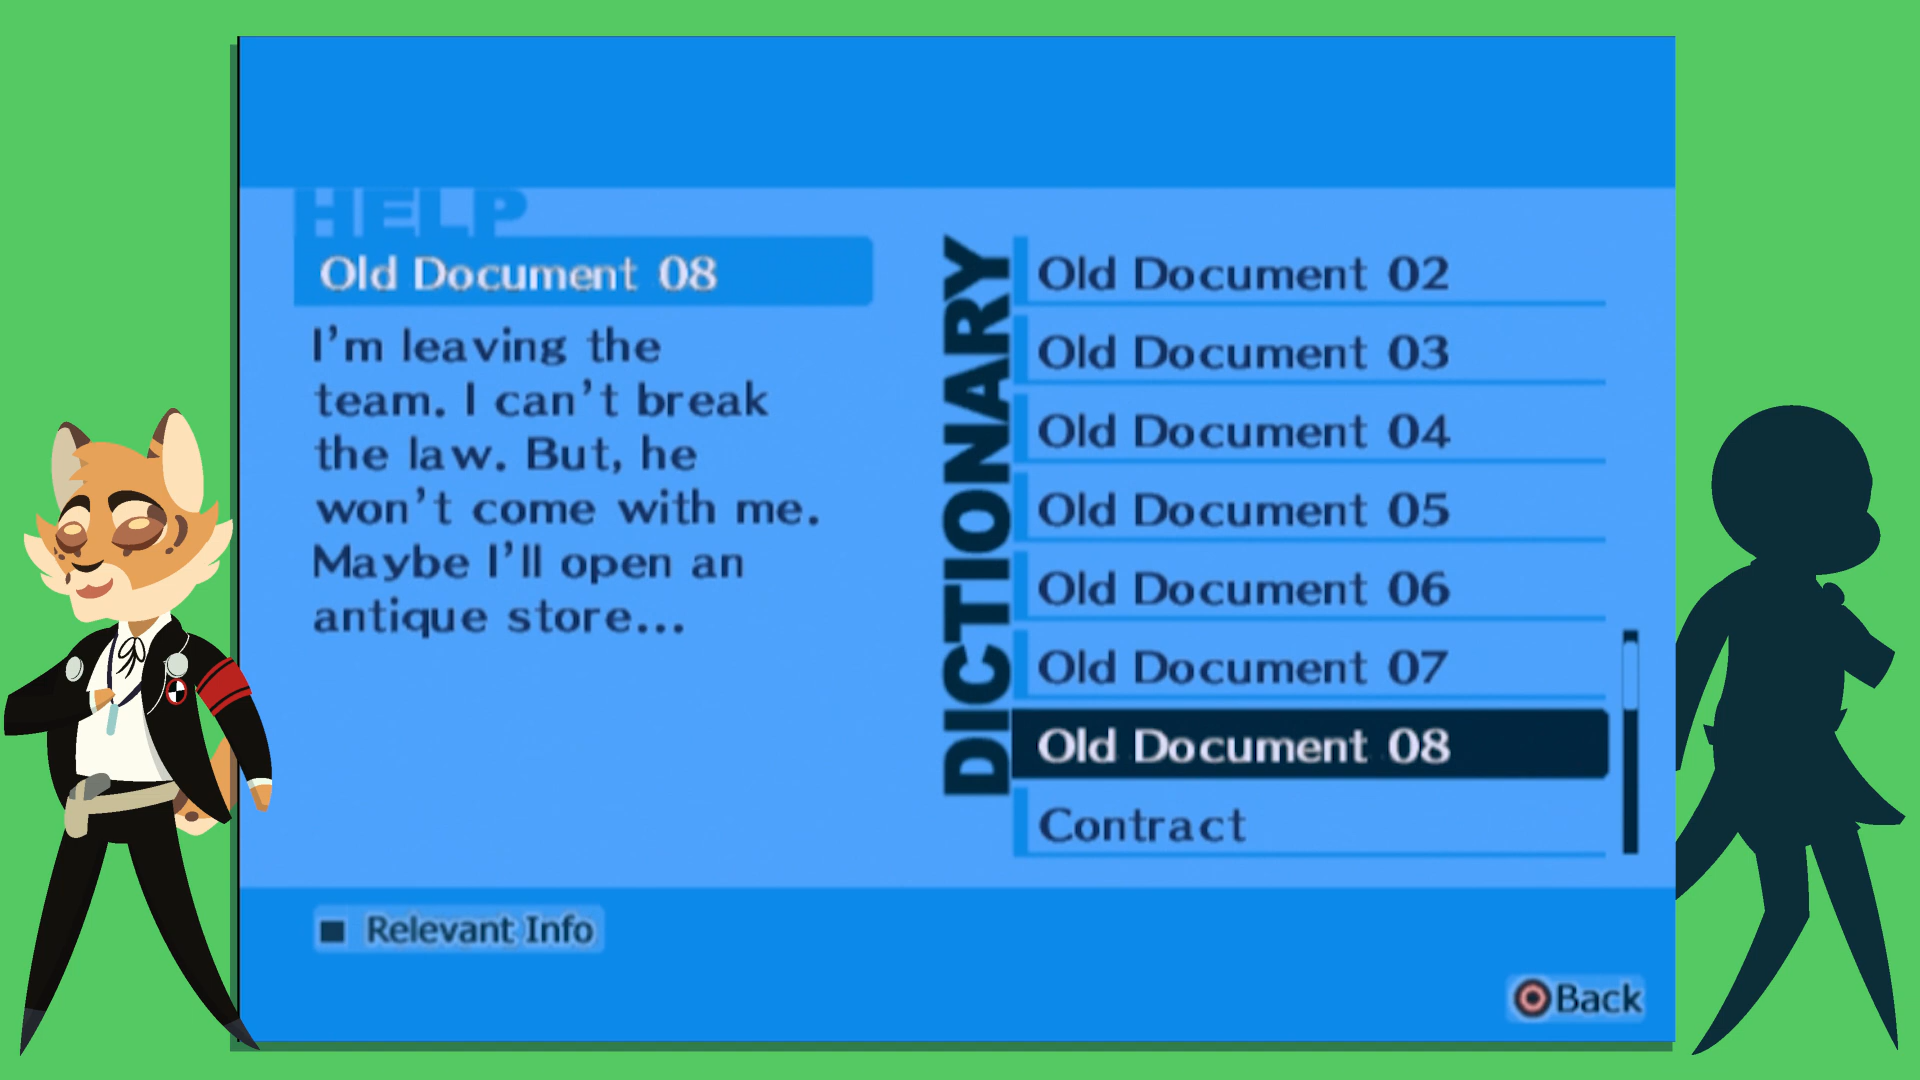 HELP
Old Document 08
I'm leaving the
team. I can't break
the law. But, he
won't come with me.
Maybe I'll open an
antique store...
DICTIONARY
Old Document 02
Old Document 03
Old Document 04
Old Document 05
Old Document 06
Old Document 07
Old Document 08
Contract
Relevant Info
Back